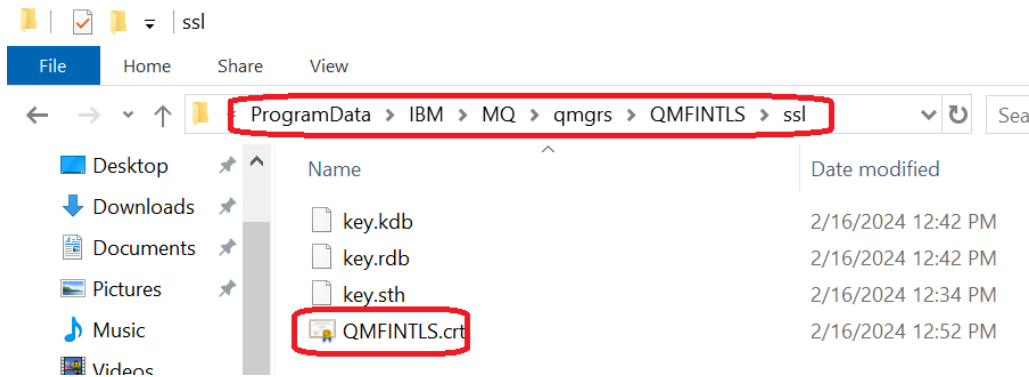 ssl
File Home Share View
ProgramData > IBM > MQ > qmgrs > QMFINTLS > ssl Sea
Desktop
Downloads
Documents
Pictures
Music
Videos
Name Date modified
key.kdb 2/16/2024 12:42 PM
key.rdb 2/16/2024 12:42 PM
key.sth 2/16/2024 12:34 PM
QMFINTLS.crt 2/16/2024 12:52 PM